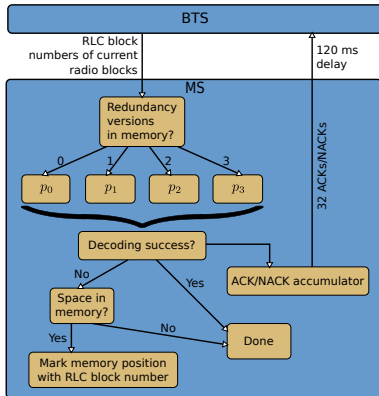 BTS
RLC block
numbers of current
radio blocks
120 ms
delay
MS
Redundancy
versions
in memory?
0
1
2
3
p₀
p₁
p₂
p₃
32 ACKs/NACKs
Decoding success?
No
Yes
ACK/NACK accumulator
Space in
memory?
No
Yes
Done
Mark memory position
with RLC block number